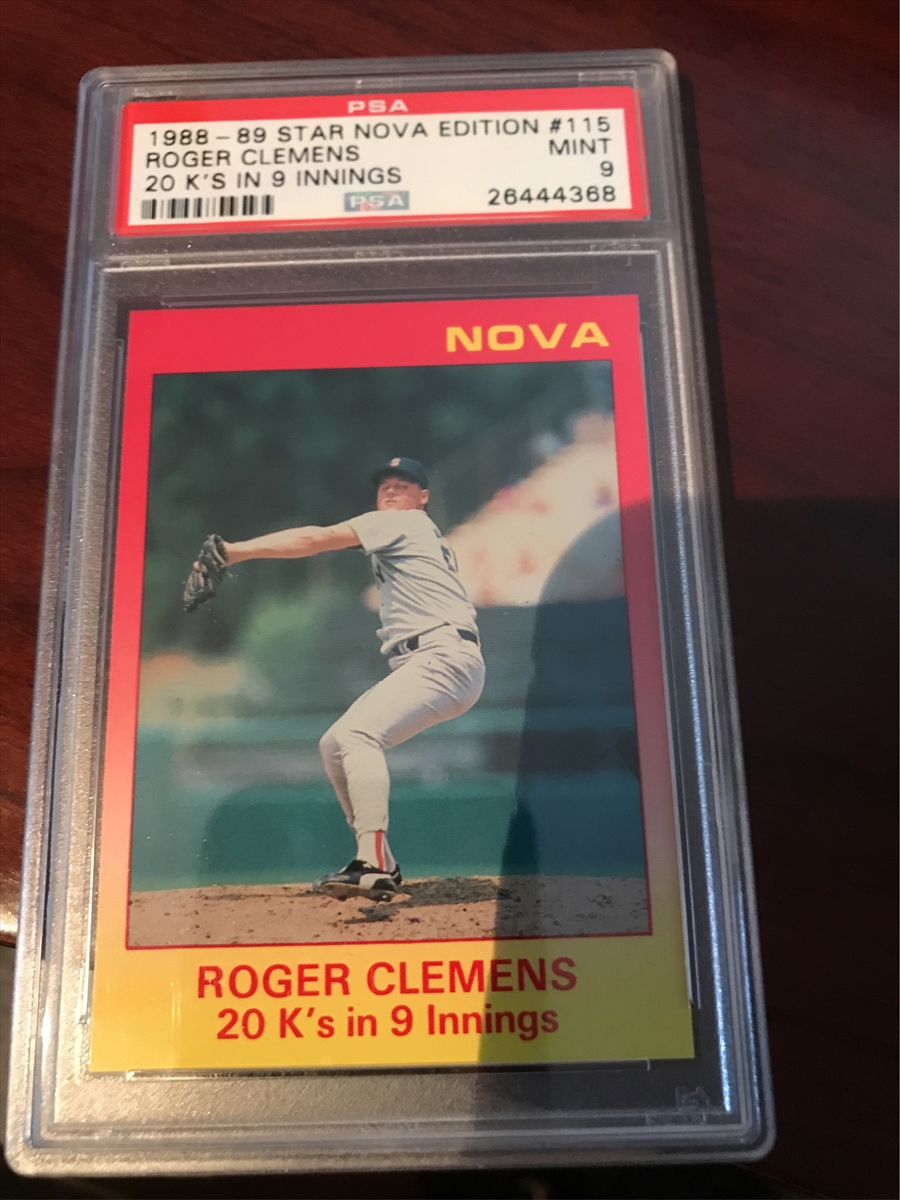 PSA
1988-89 STAR NOVA EDITION #115
ROGER CLEMENS MINT
20 K'S IN 9 INNINGS 9
PSA 26444368
NOVA
ROGER CLEMENS
20 K's in 9 Innings